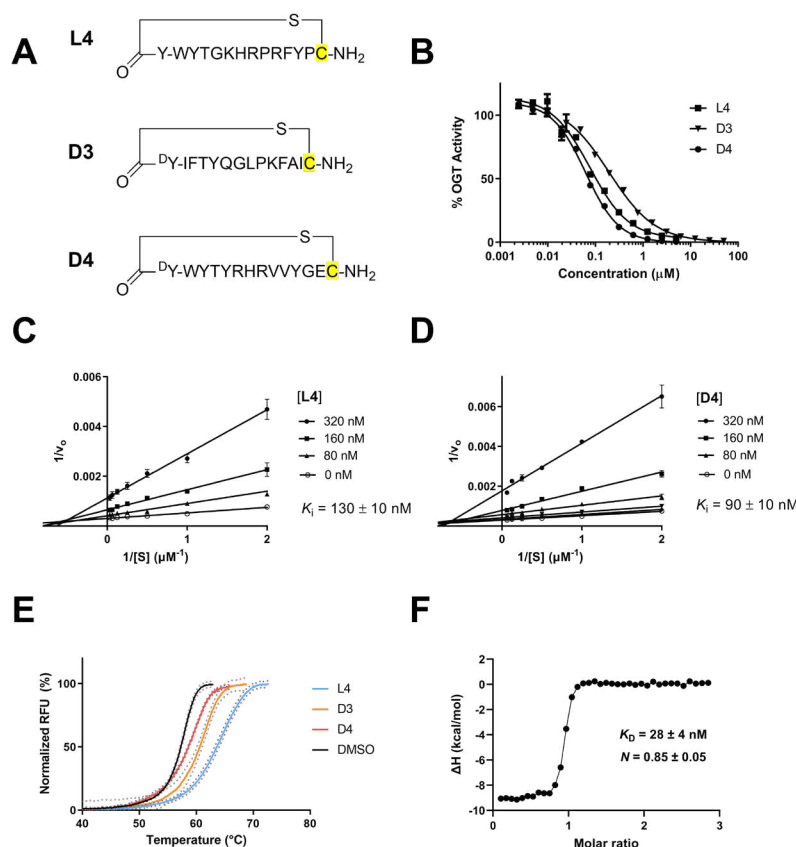 A
L4
S
O
Y-WYTGKHRPRFYPC-NH2
D3
S
O
DY-IFTYQGLPKFAIC-NH2
D4
S
O
DY-WYTYRHRVVYGEC-NH2
B
% OGT Activity
100
50
0
0.001 0.01 0.1 1 10 100
Concentration (μM)
L4
D3
D4
C
1/vo
0.006
0.004
0.002
0 1 2
1/[S] (μM-1)
[L4]
320 nM
160 nM
80 nM
0 nM
Ki = 130 ± 10 nM
D
1/vo
0.006
0.004
0.002
0 1 2
1/[S] (μM-1)
[D4]
320 nM
160 nM
80 nM
0 nM
Ki = 90 ± 10 nM
E
Normalized RFU (%)
100
50
0
40 50 60 70 80
Temperature (°C)
L4
D3
D4
DMSO
F
ΔH (kcal/mol)
2
0
-2
-4
-6
-8
-10
0 1 2 3
Molar ratio
KD = 28 ± 4 nM
N = 0.85 ± 0.05